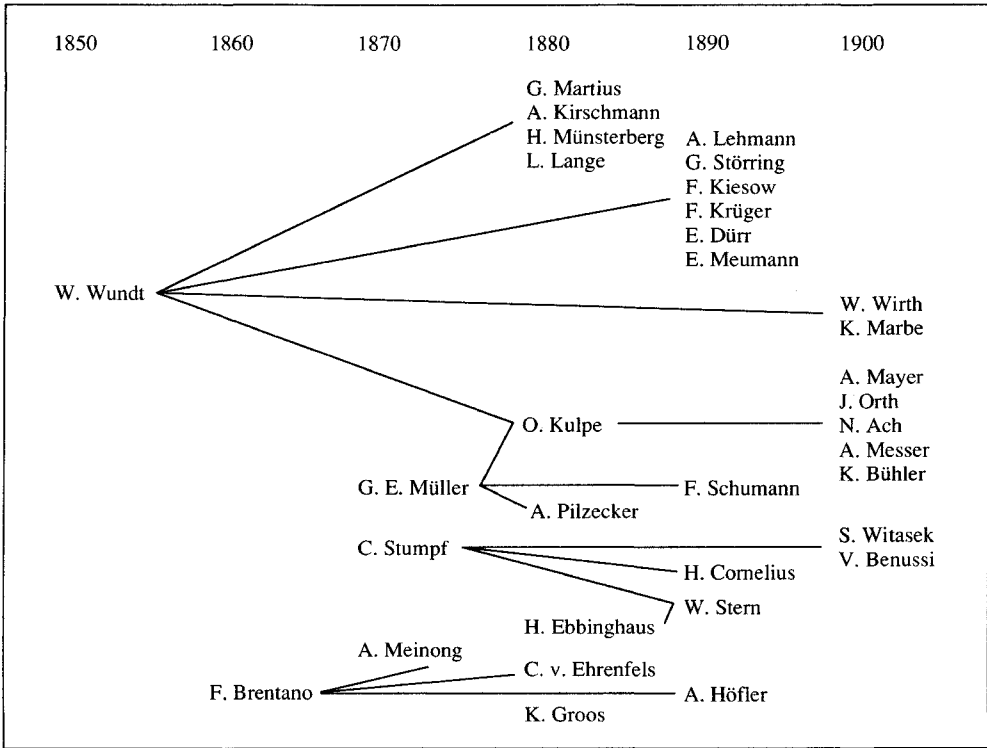 1850 1860 1870 1880 1890 1900
G. Martius
A. Kirschmann
H. Münsterberg
L. Lange
A. Lehmann
G. Störring
F. Kiesow
F. Krüger
E. Dürr
E. Meumann
W. Wundt
W. Wirth
K. Marbe
A. Mayer
J. Orth
N. Ach
A. Messer
K. Bühler
O. Kulpe
G. E. Müller
F. Schumann
A. Pilzecker
C. Stumpf
S. Witasek
V. Benussi
H. Cornelius
W. Stern
H. Ebbinghaus
A. Meinong
C. v. Ehrenfels
F. Brentano
A. Höfler
K. Groos